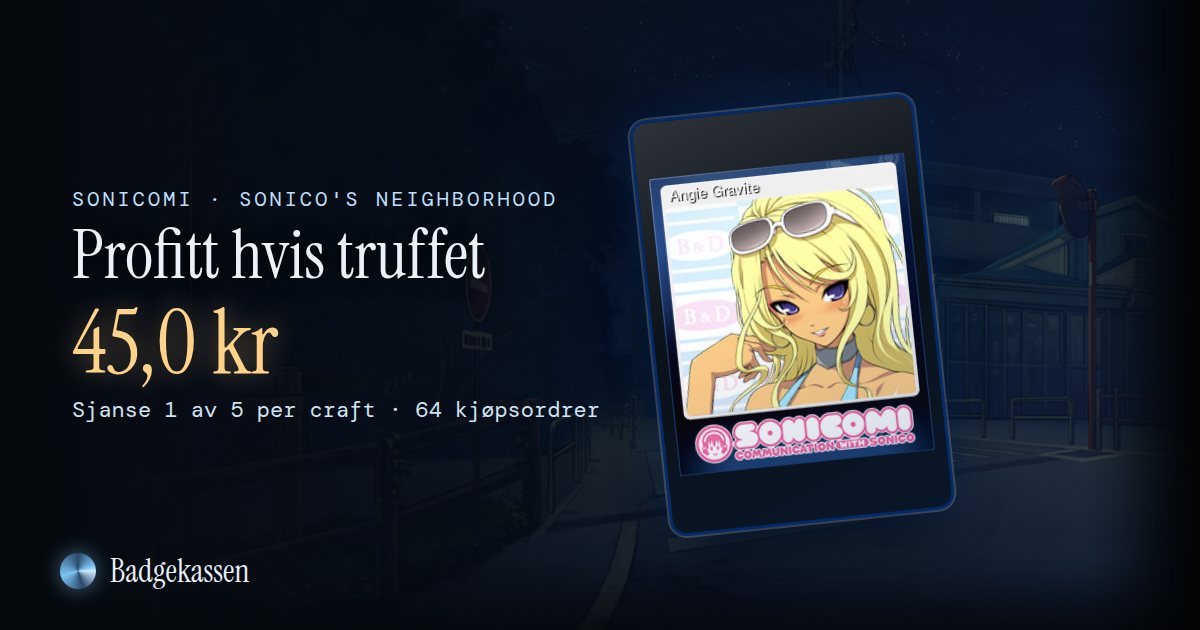 SONICOMI · SONICO'S NEIGHBORHOOD
Profitt hvis truffet
45,0 kr
Sjanse 1 av 5 per craft · 64 kjøpsordrer
Badgekassen
Angie Gravite
B & D
B & D
D
SONICOMI
COMMUNICATION WITH SONICO